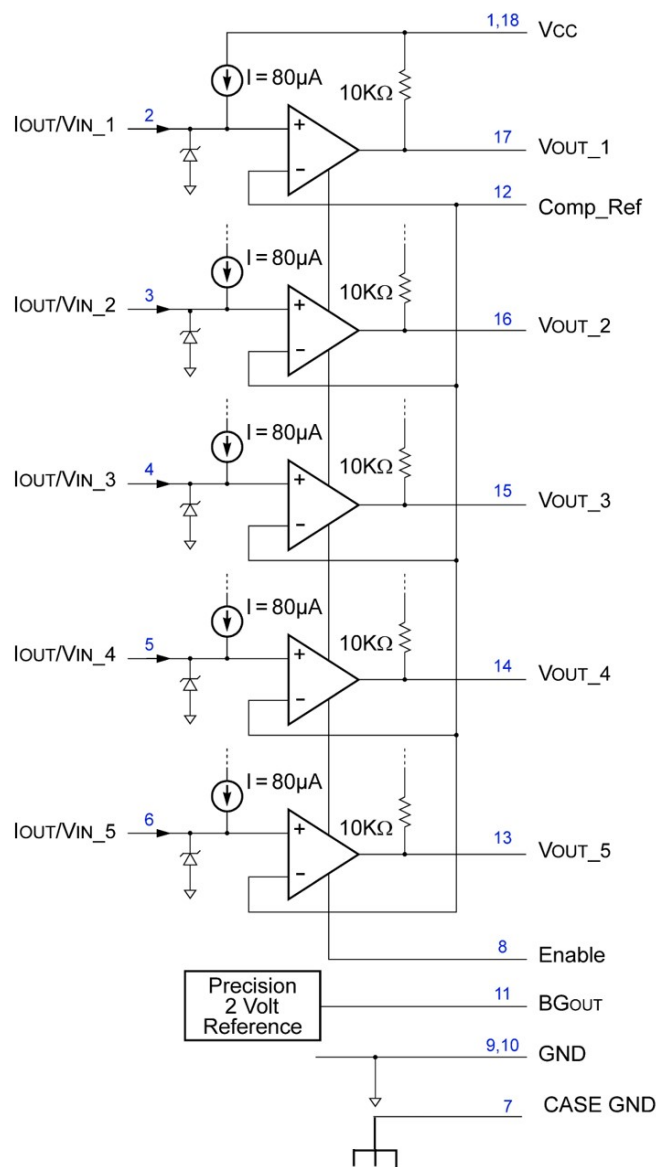 1,18 VCC
I = 80μA
10KΩ
IOUT/VIN_1 2
+
17 VOUT_1
-
12 Comp_Ref
I = 80μA
10KΩ
IOUT/VIN_2 3
+
16 VOUT_2
-
I = 80μA
10KΩ
IOUT/VIN_3 4
+
15 VOUT_3
-
I = 80μA
10KΩ
IOUT/VIN_4 5
+
14 VOUT_4
-
I = 80μA
10KΩ
IOUT/VIN_5 6
+
13 VOUT_5
-
8 Enable
Precision
2 Volt
Reference
11 BGOUT
9,10 GND
7 CASE GND